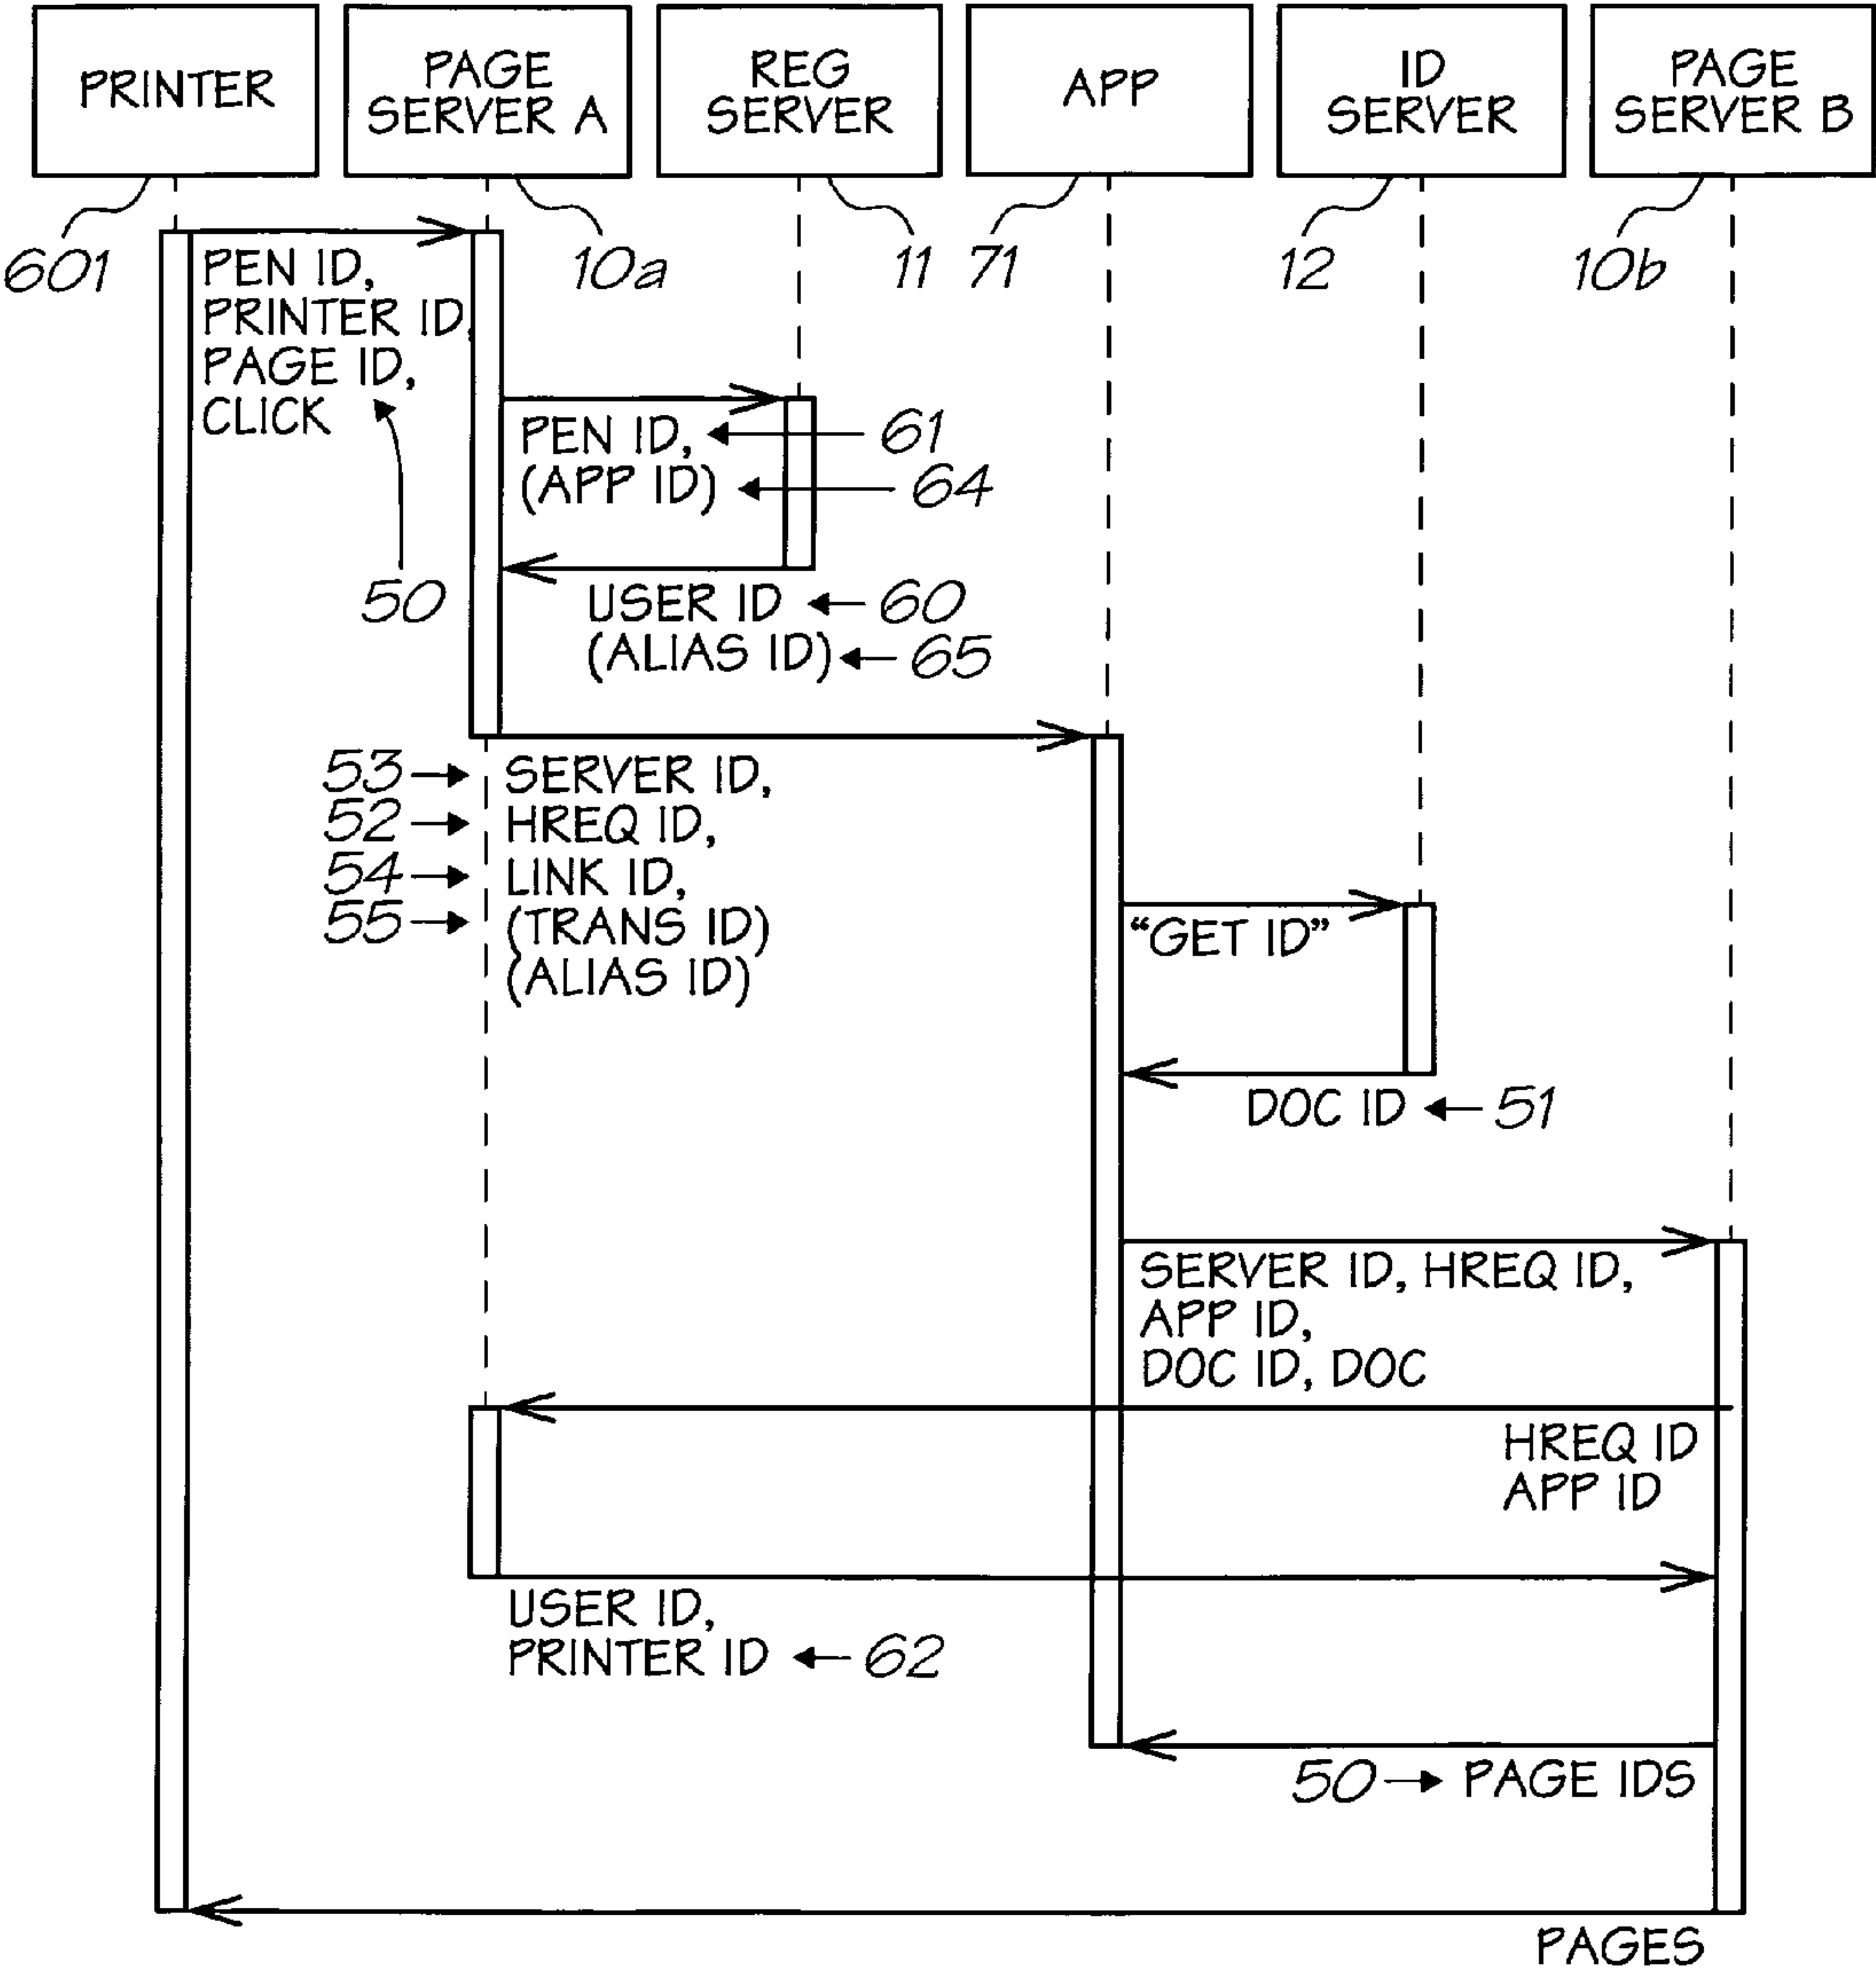 PRINTER
PAGE
SERVER A
REG
SERVER
APP
ID
SERVER
PAGE
SERVER B
601
10a
11
71
12
10b
PEN ID,
PRINTER ID
PAGE ID,
CLICK
50
PEN ID,
61
(APP ID)
64
USER ID
60
(ALIAS ID)
65
53
SERVER ID,
52
HREQ ID,
54
LINK ID,
55
(TRANS ID)
(ALIAS ID)
“GET ID”
DOC ID
51
SERVER ID, HREQ ID,
APP ID,
DOC ID, DOC
HREQ ID
APP ID
USER ID,
PRINTER ID
62
50
PAGE IDS
PAGES